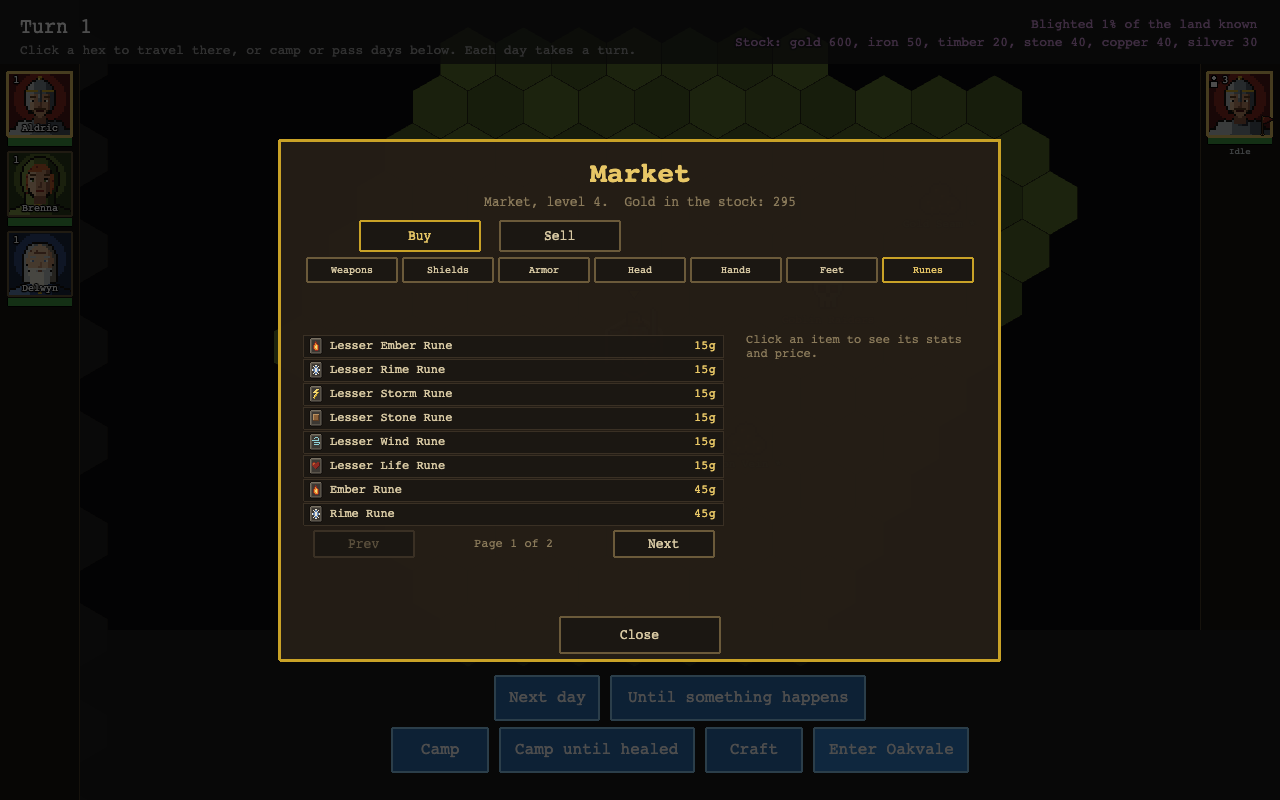 Turn 1
Click a hex to travel there, or camp or pass days below. Each day takes a turn.
Blighted 1% of the land known
Stock: gold 600, iron 50, timber 20, stone 40, copper 40, silver 30
1
Aldric
1
Brenna
1
Delwyn
3
Idle
Market
Market, level 4. Gold in the stock: 295
Buy Sell
Weapons Shields Armor Head Hands Feet Runes
Lesser Ember Rune 15g
Lesser Rime Rune 15g
Lesser Storm Rune 15g
Lesser Stone Rune 15g
Lesser Wind Rune 15g
Lesser Life Rune 15g
Ember Rune 45g
Rime Rune 45g
Click an item to see its stats
and price.
Prev Page 1 of 2 Next
Close
Next day Until something happens
Camp Camp until healed Craft Enter Oakvale